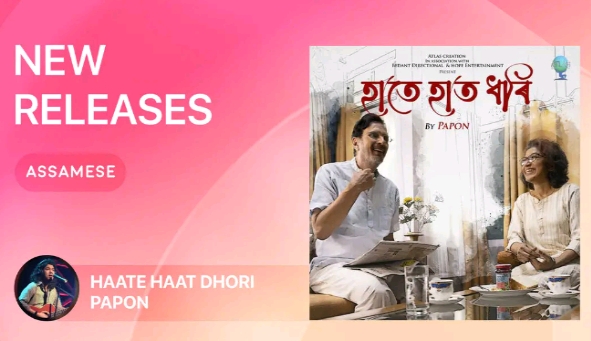 NEW
RELEASES
ASSAMESE
HAATE HAAT DHORI
PAPON
ATLAS CREATION
IN ASSOCIATION WITH
PRESENT
হাতে হাত ধৰি
BY PAPON